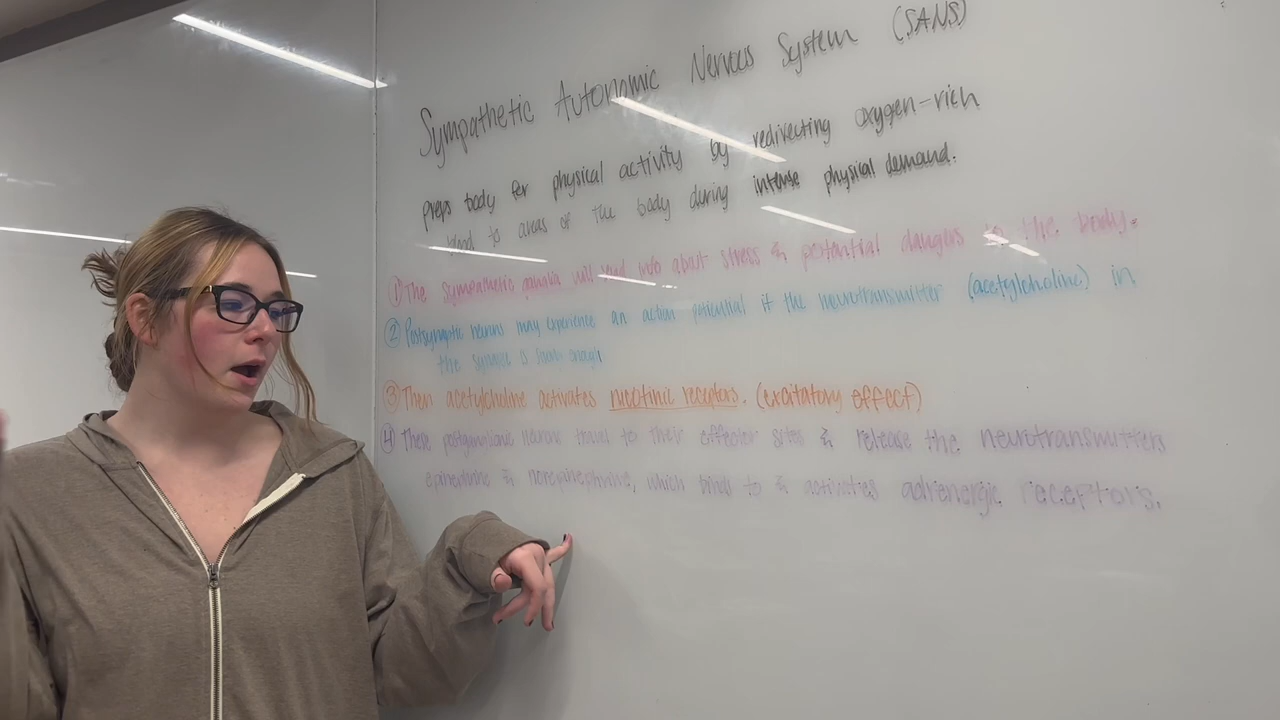 Sympathetic Autonomic Nervous System (SANS)
preps body for physical activity by redirecting oxygen-rich
blood to areas of the body during intense physical demand.
① The sympathetic ganglia will send info about stress & potential dangers to the body.
② Postsynaptic neurons may experience an action potential if the neurotransmitter (acetylcholine) in
the synapse is enough
③ Then acetylcholine activates nicotinic receptors. (excitatory effect)
④ These postganglionic neurons travel to their effector sites & release the neurotransmitters
epinephrine & norepinephrine, which binds to & activates adrenergic receptors.